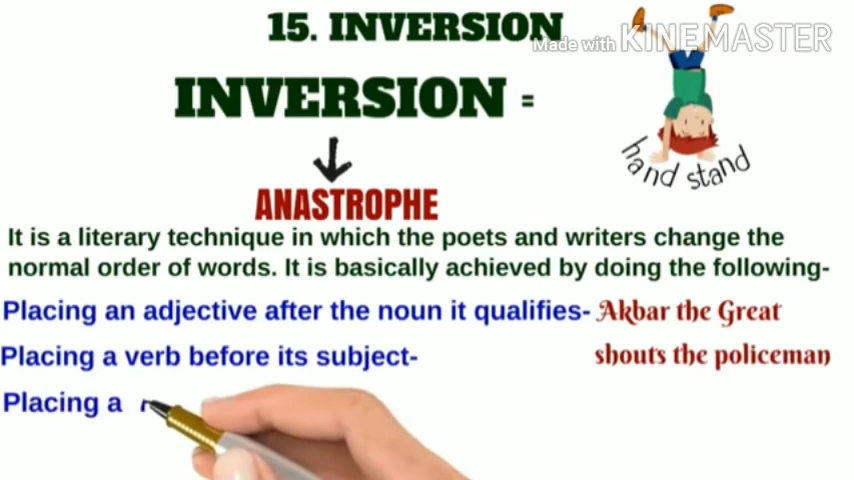 15. INVERSION
Made with KINEMASTER
INVERSION =
hand stand
ANASTROPHE
It is a literary technique in which the poets and writers change the
normal order of words. It is basically achieved by doing the following-
Placing an adjective after the noun it qualifies- Akbar the Great
Placing a verb before its subject- shouts the policeman
Placing a